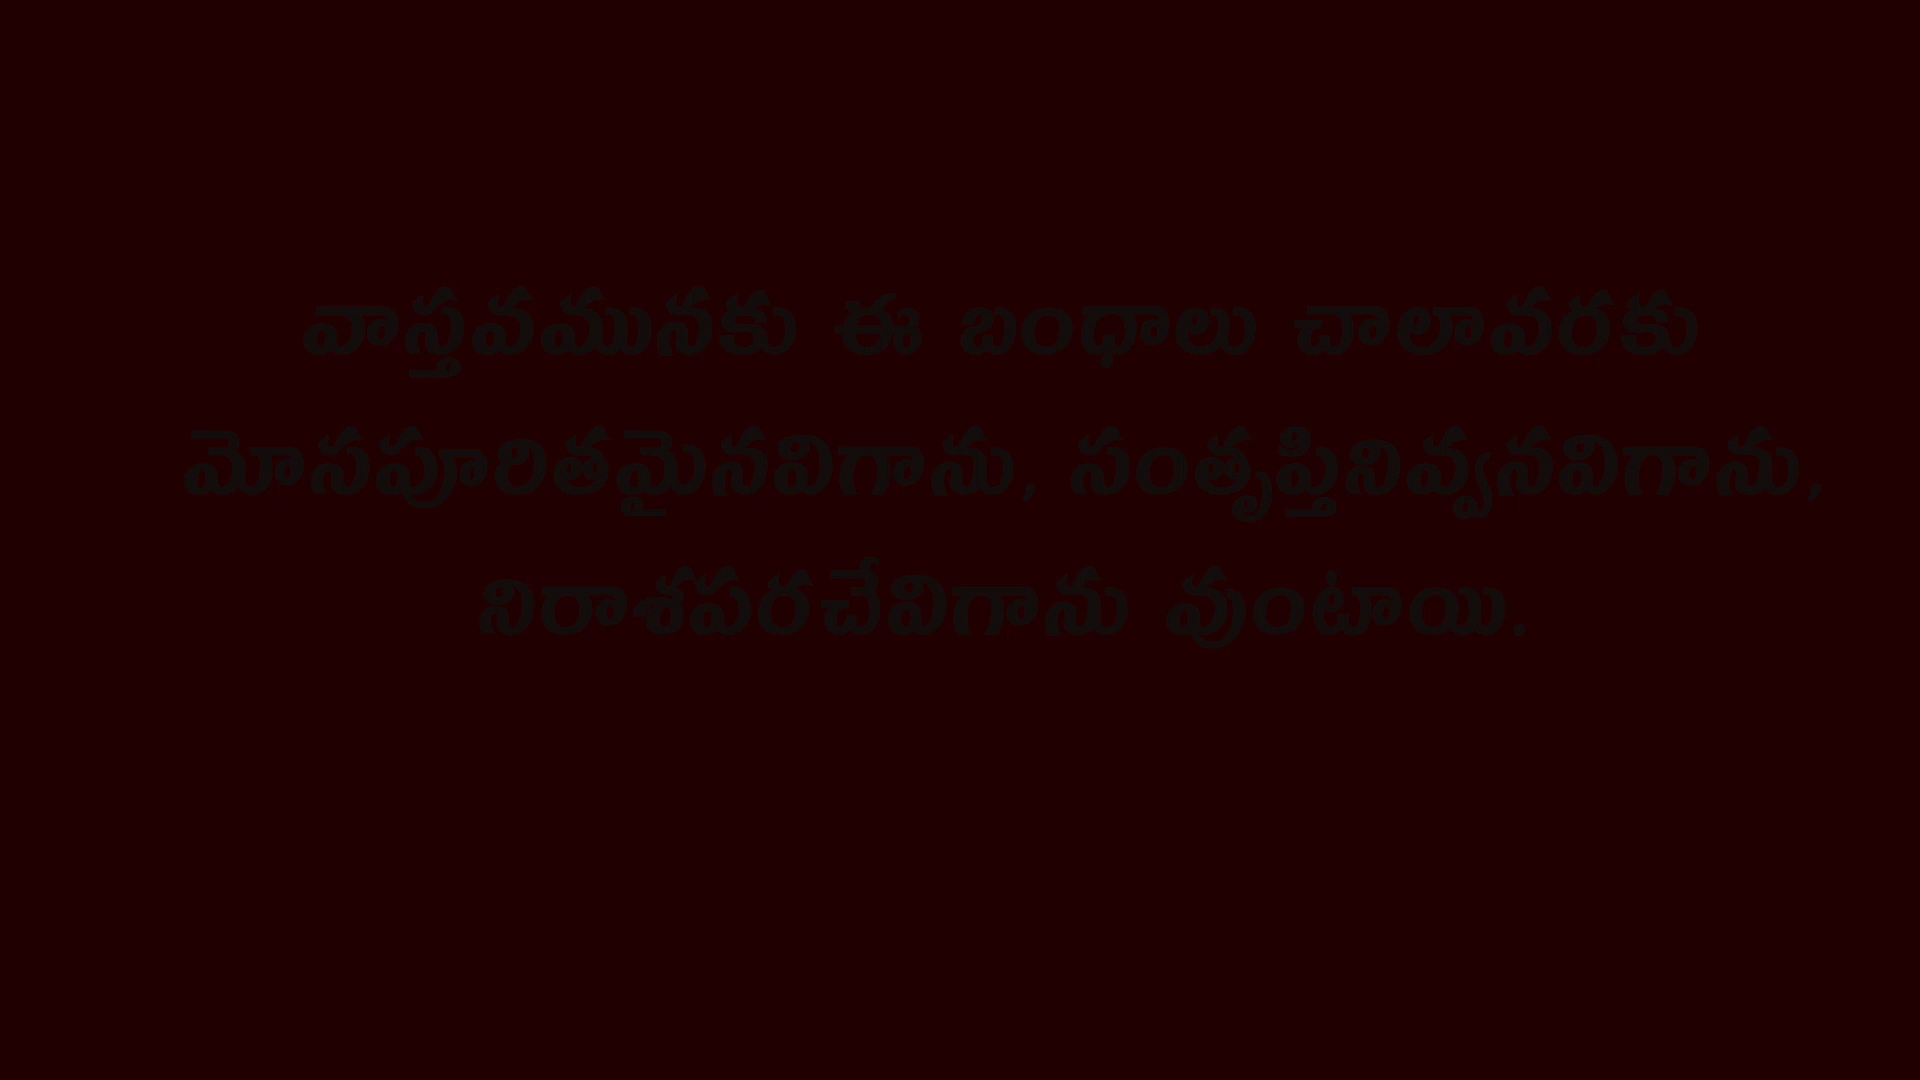 వాస్తవమునకు ఈ బంధాలు చాలావరకు
మోసపూరితమైనవిగాను, సంతృప్తినివ్వనవిగాను,
నిరాశపరచేవిగాను వుంటాయి.